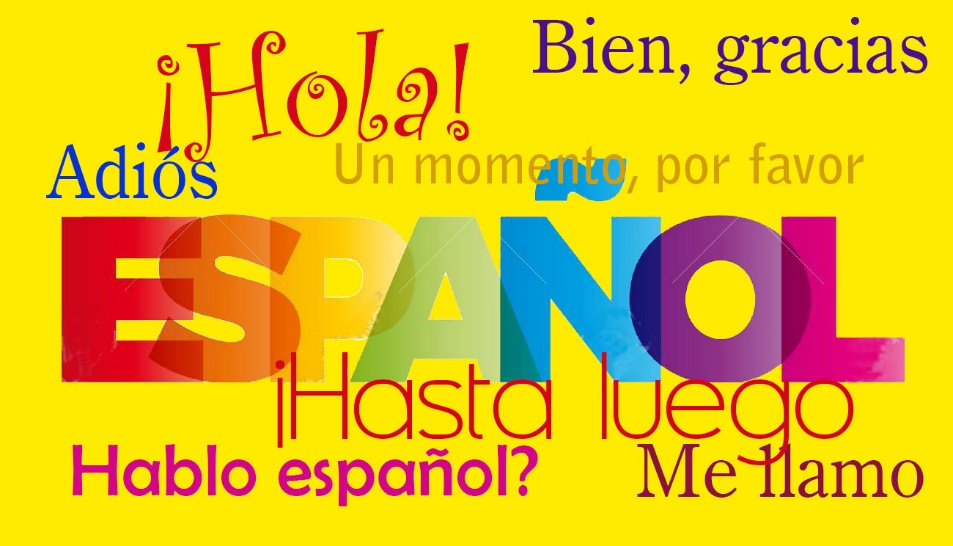 ¡Hola!
Bien, gracias
Adiós
Un momento, por favor
ESPAÑOL
¡Hasta luego
Hablo español?
Me llamo